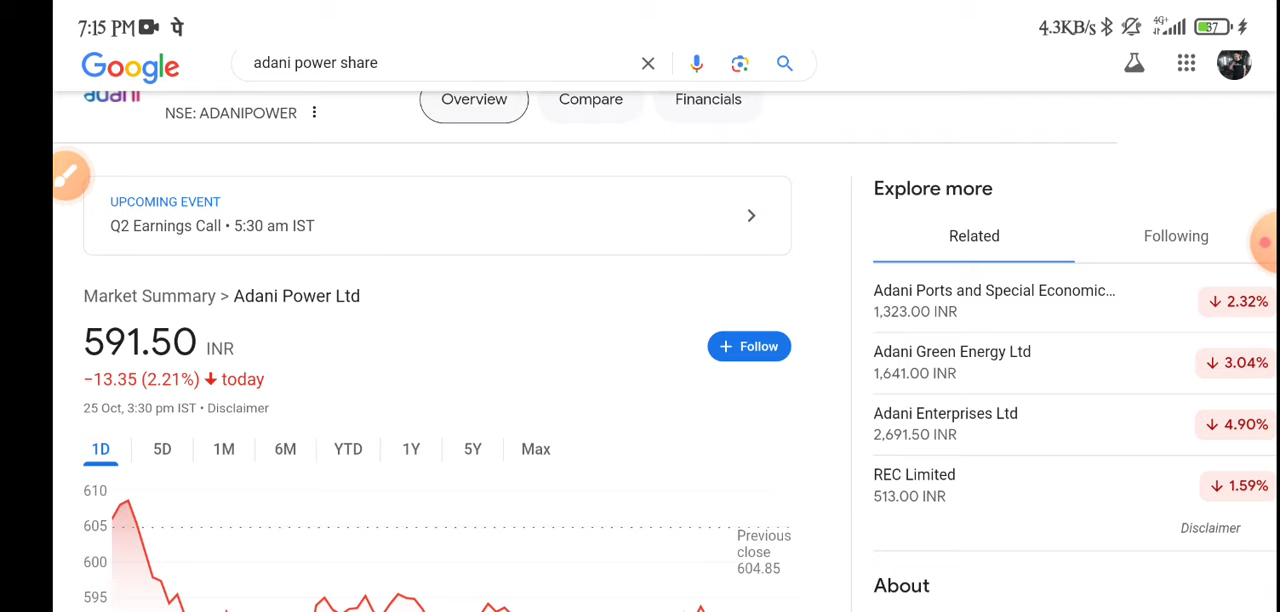 7:15 PM पे
4.3KB/s 4G+ 37
Google
adani power share
adani
NSE: ADANIPOWER
Overview
Compare
Financials
UPCOMING EVENT
Q2 Earnings Call • 5:30 am IST
Market Summary > Adani Power Ltd
591.50 INR
+ Follow
−13.35 (2.21%) ↓ today
25 Oct, 3:30 pm IST • Disclaimer
1D 5D 1M 6M YTD 1Y 5Y Max
610
605
600
595
Previous
close
604.85
Explore more
Related
Following
Adani Ports and Special Economic...
1,323.00 INR
↓ 2.32%
Adani Green Energy Ltd
1,641.00 INR
↓ 3.04%
Adani Enterprises Ltd
2,691.50 INR
↓ 4.90%
REC Limited
513.00 INR
↓ 1.59%
Disclaimer
About